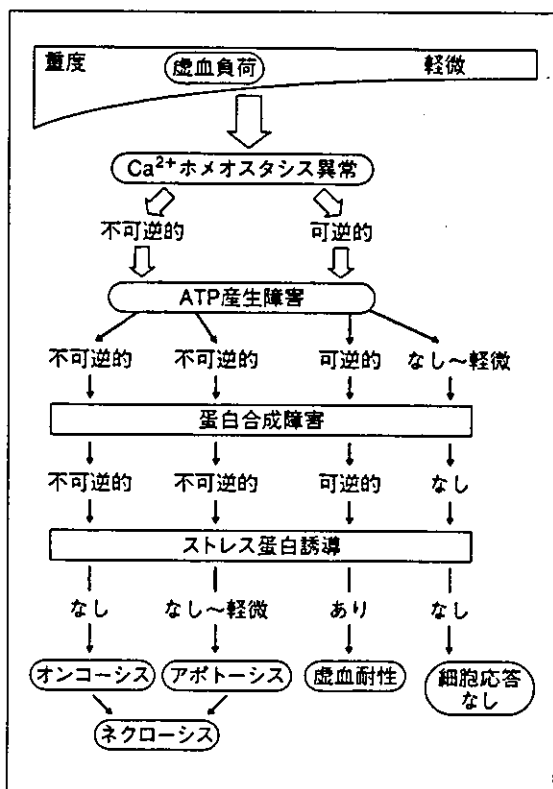 重度 虚血負荷 軽微
Ca²⁺ホメオスタシス異常
不可逆的 可逆的
ATP産生障害
不可逆的 不可逆的 可逆的 なし〜軽微
蛋白合成障害
不可逆的 不可逆的 可逆的 なし
ストレス蛋白誘導
なし なし〜軽微 あり なし
オンコーシス アポトーシス 虚血耐性 細胞応答
なし
ネクローシス